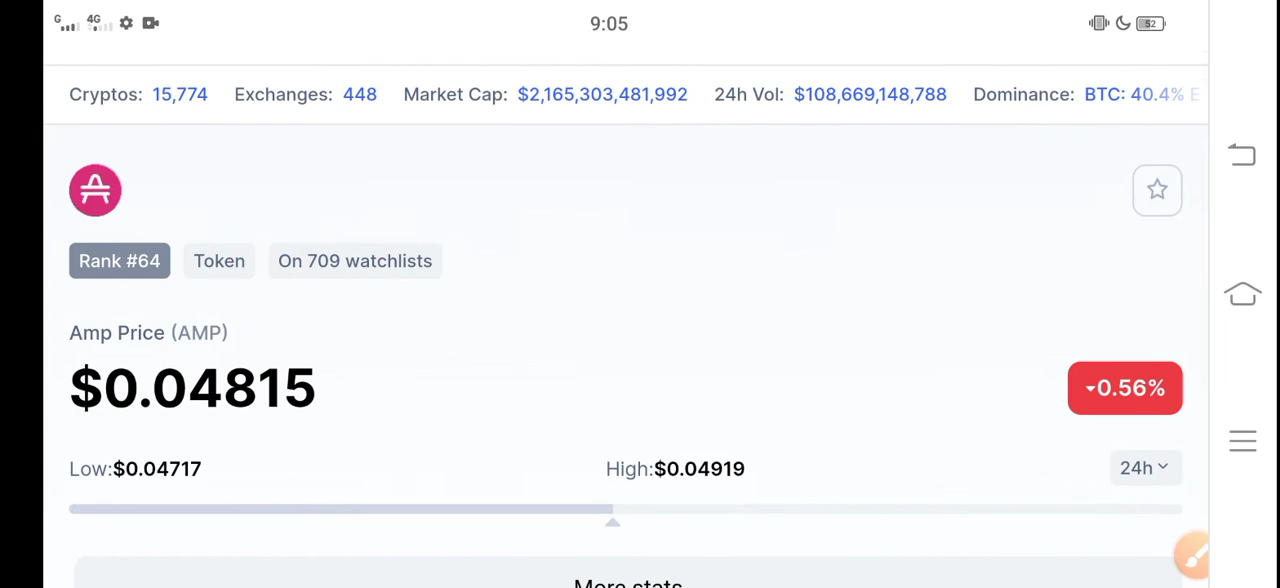 G 4G 9:05 52
Cryptos: 15,774 Exchanges: 448 Market Cap: $2,165,303,481,992 24h Vol: $108,669,148,788 Dominance: BTC: 40.4% E
Rank #64 Token On 709 watchlists
Amp Price (AMP)
$0.04815
0.56%
Low:$0.04717 High:$0.04919 24h
More stats